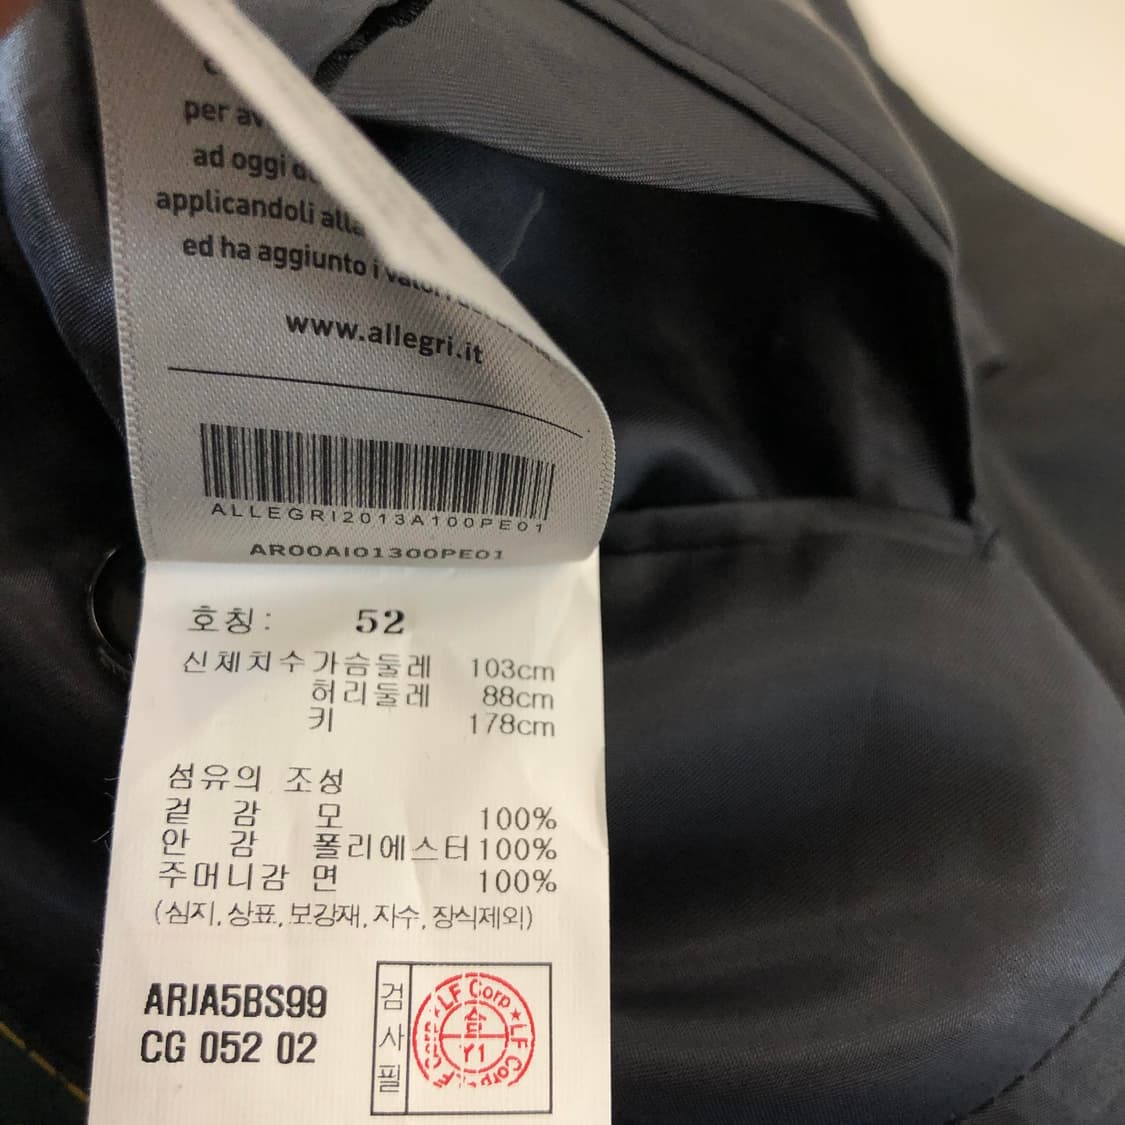 per
ad oggi
applicandoli
ed ha aggiunto i valori
www.allegri.it
ALLEGRI2013A100PE01
AR00AI01300PE01
호칭: 52
신체치수 가슴둘레 103cm
허리둘레 88cm
키 178cm
섬유의 조성
겉 감 모 100%
안 감 폴리에스터 100%
주머니감 면 100%
(심지, 상표, 보강재, 자수, 장식제외)
ARJA5BS99
CG 052 02
검사필
LF Corp ★ LF Corp
Y1